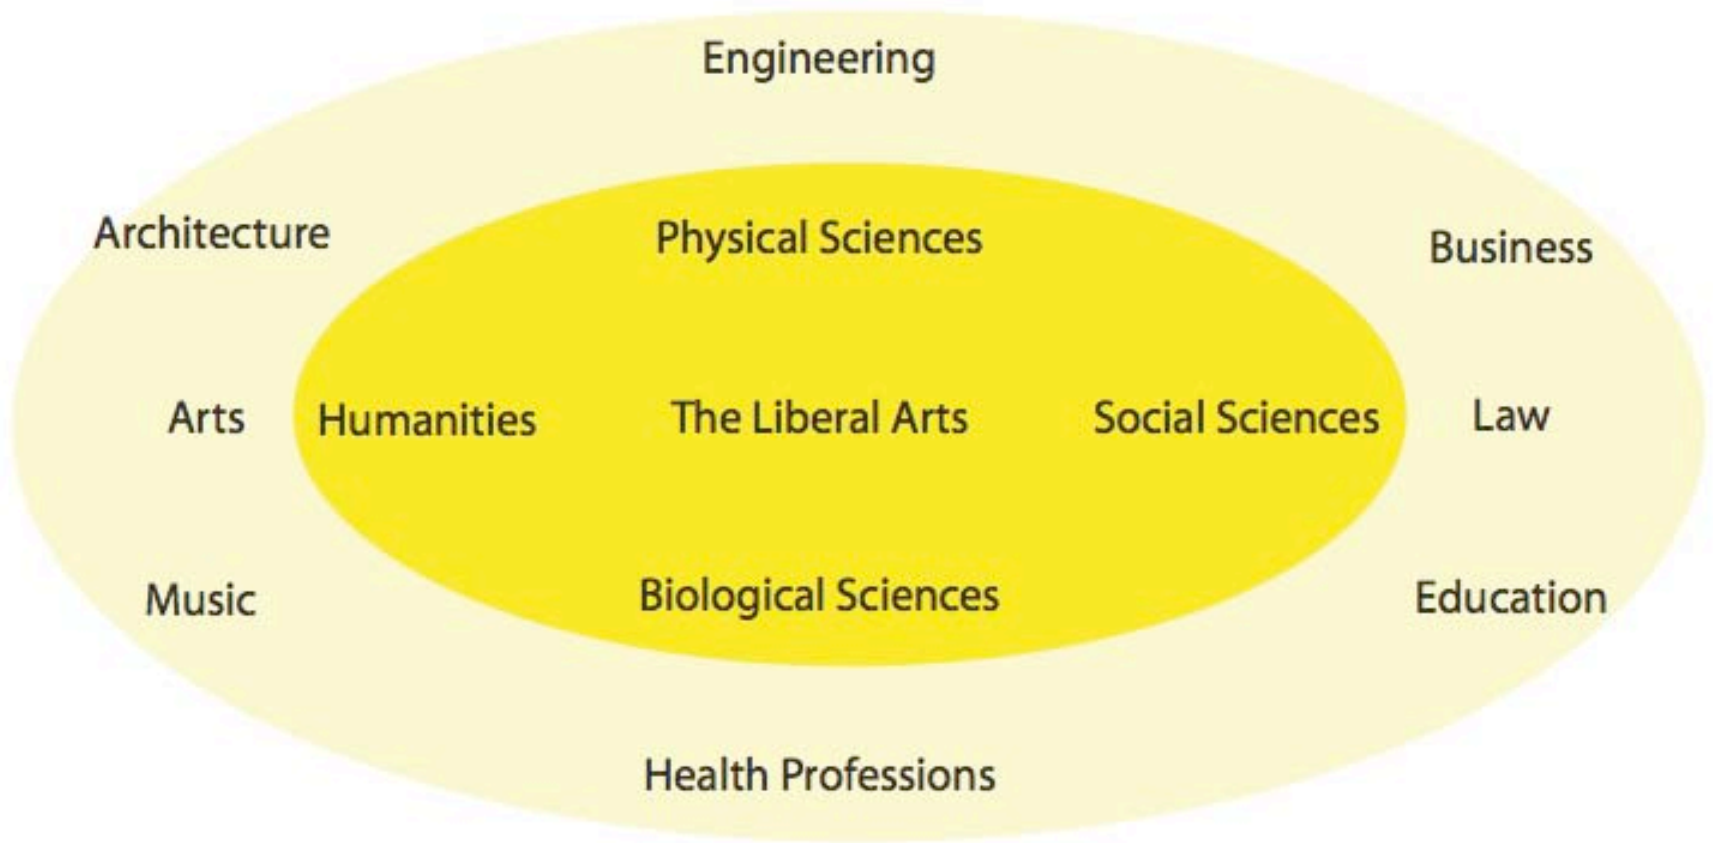 Engineering
Architecture
Physical Sciences
Business
Arts
Humanities
The Liberal Arts
Social Sciences
Law
Music
Biological Sciences
Education
Health Professions